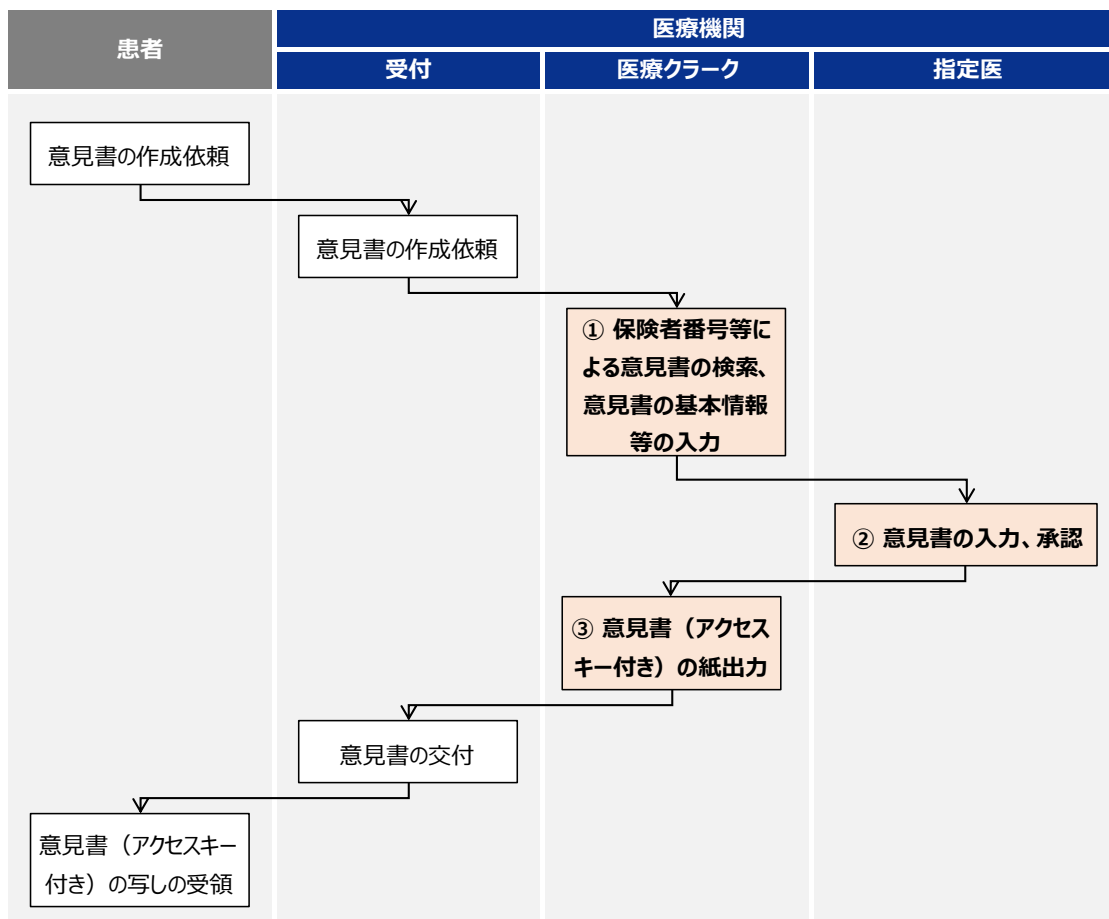 患者
医療機関
受付
医療クラーク
指定医
意見書の作成依頼
意見書の作成依頼
① 保険者番号等に
よる意見書の検索、
意見書の基本情報
等の入力
② 意見書の入力、承認
③ 意見書（アクセス
キー付き）の紙出力
意見書の交付
意見書（アクセスキー
付き）の写しの受領